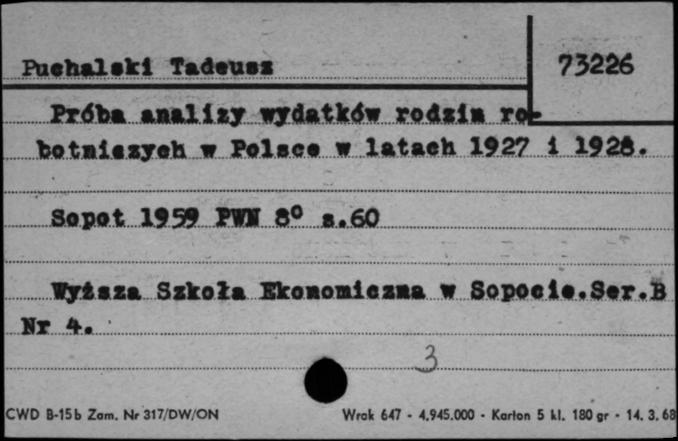 Puchalski Tadeusz 73226
Próba analizy wydatków rodzin ro-
botniczych w Polsce w latach 1927 i 1928.
Sopot 1959 PWN 8° s.60
Wyższa Szkoła Ekonomiczna w Sopocie.Ser.B
Nr 4.
3
CWD B-15b Zam. Nr 317/DW/ON Wrak 647 - 4.945.000 - Karton 5 kl. 180 gr - 14. 3. 68